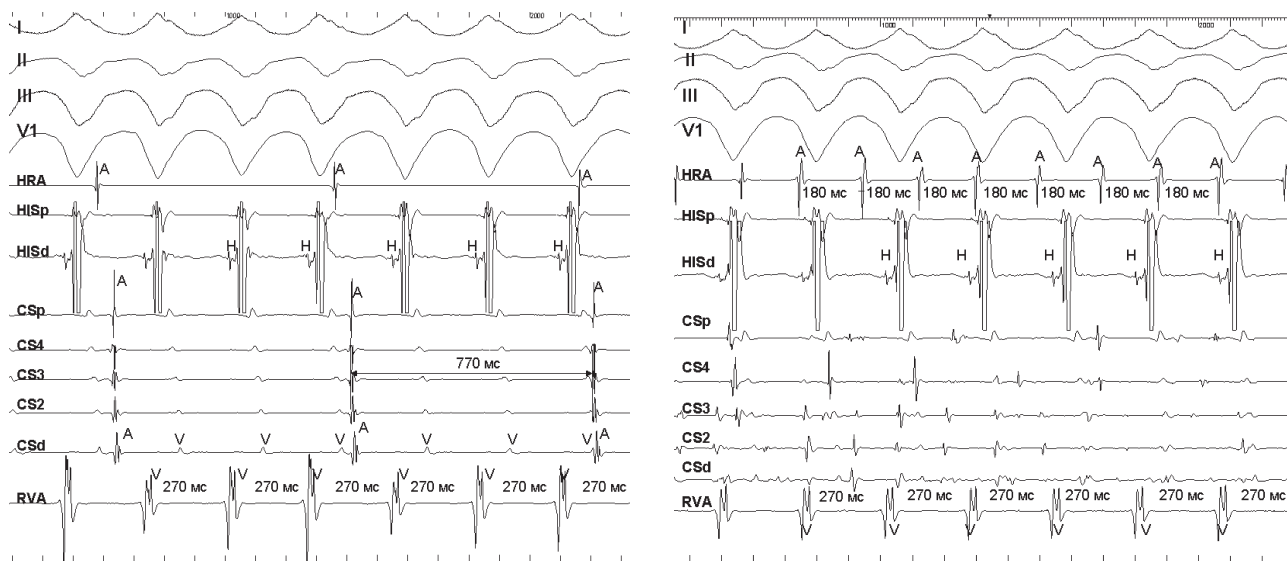 1000 2000
I
II
III
V1
A A A
HRA
HISp
H H H H H
HISd
A A A
CSp
CS4
770 мс
CS3
CS2
A V V V A V V V A
CSd
V V V V V V
270 мс 270 мс 270 мс 270 мс 270 мс 270 мс
RVA
1000 2000
I
II
III
V1
A A A A A A A A
HRA
180 мс 180 мс 180 мс 180 мс 180 мс 180 мс 180 мс
HISp
H H H H H
HISd
CSp
CS4
CS3
CS2
CSd
270 мс 270 мс 270 мс 270 мс 270 мс 270 мс
RVA
V V V V V V